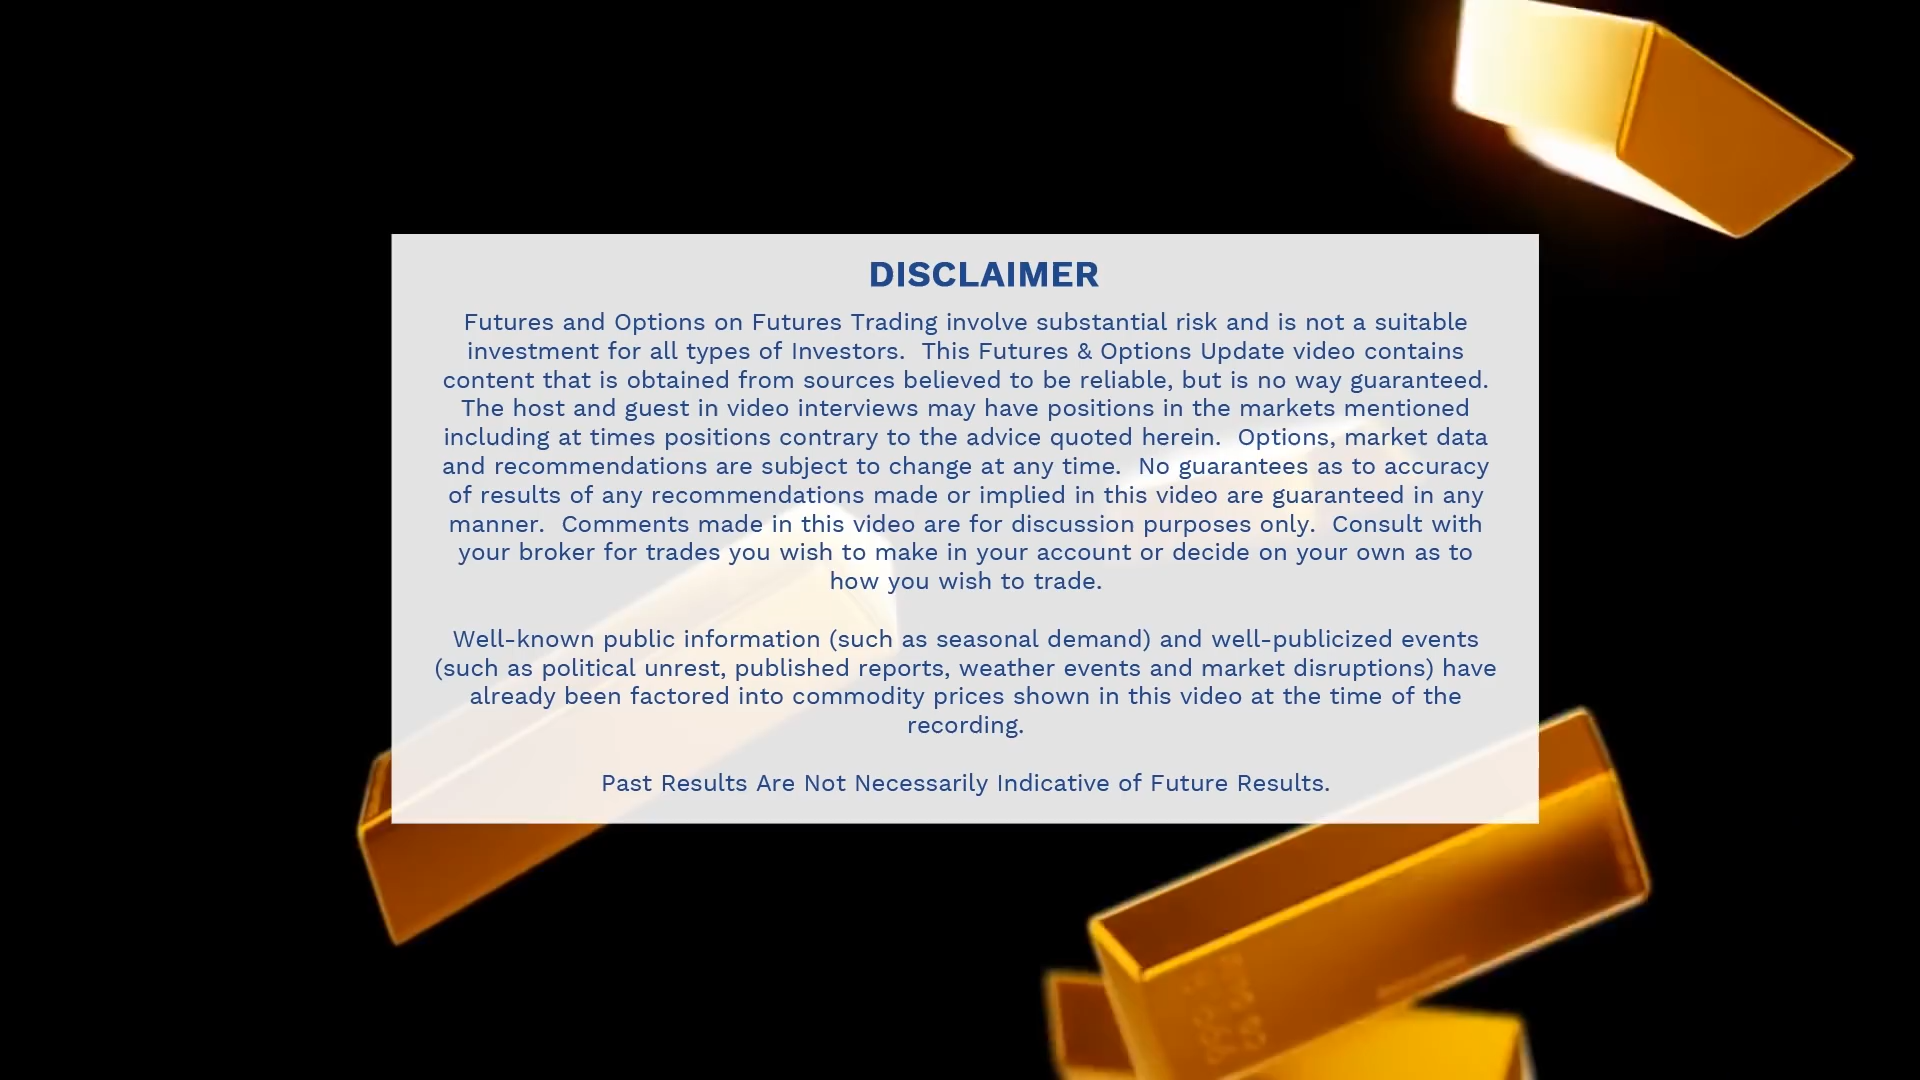 DISCLAIMER
Futures and Options on Futures Trading involve substantial risk and is not a suitable
investment for all types of Investors.  This Futures & Options Update video contains
content that is obtained from sources believed to be reliable, but is no way guaranteed.
The host and guest in video interviews may have positions in the markets mentioned
including at times positions contrary to the advice quoted herein.  Options, market data
and recommendations are subject to change at any time.  No guarantees as to accuracy
of results of any recommendations made or implied in this video are guaranteed in any
manner.  Comments made in this video are for discussion purposes only.  Consult with
your broker for trades you wish to make in your account or decide on your own as to
how you wish to trade.
Well-known public information (such as seasonal demand) and well-publicized events
(such as political unrest, published reports, weather events and market disruptions) have
already been factored into commodity prices shown in this video at the time of the
recording.
Past Results Are Not Necessarily Indicative of Future Results.